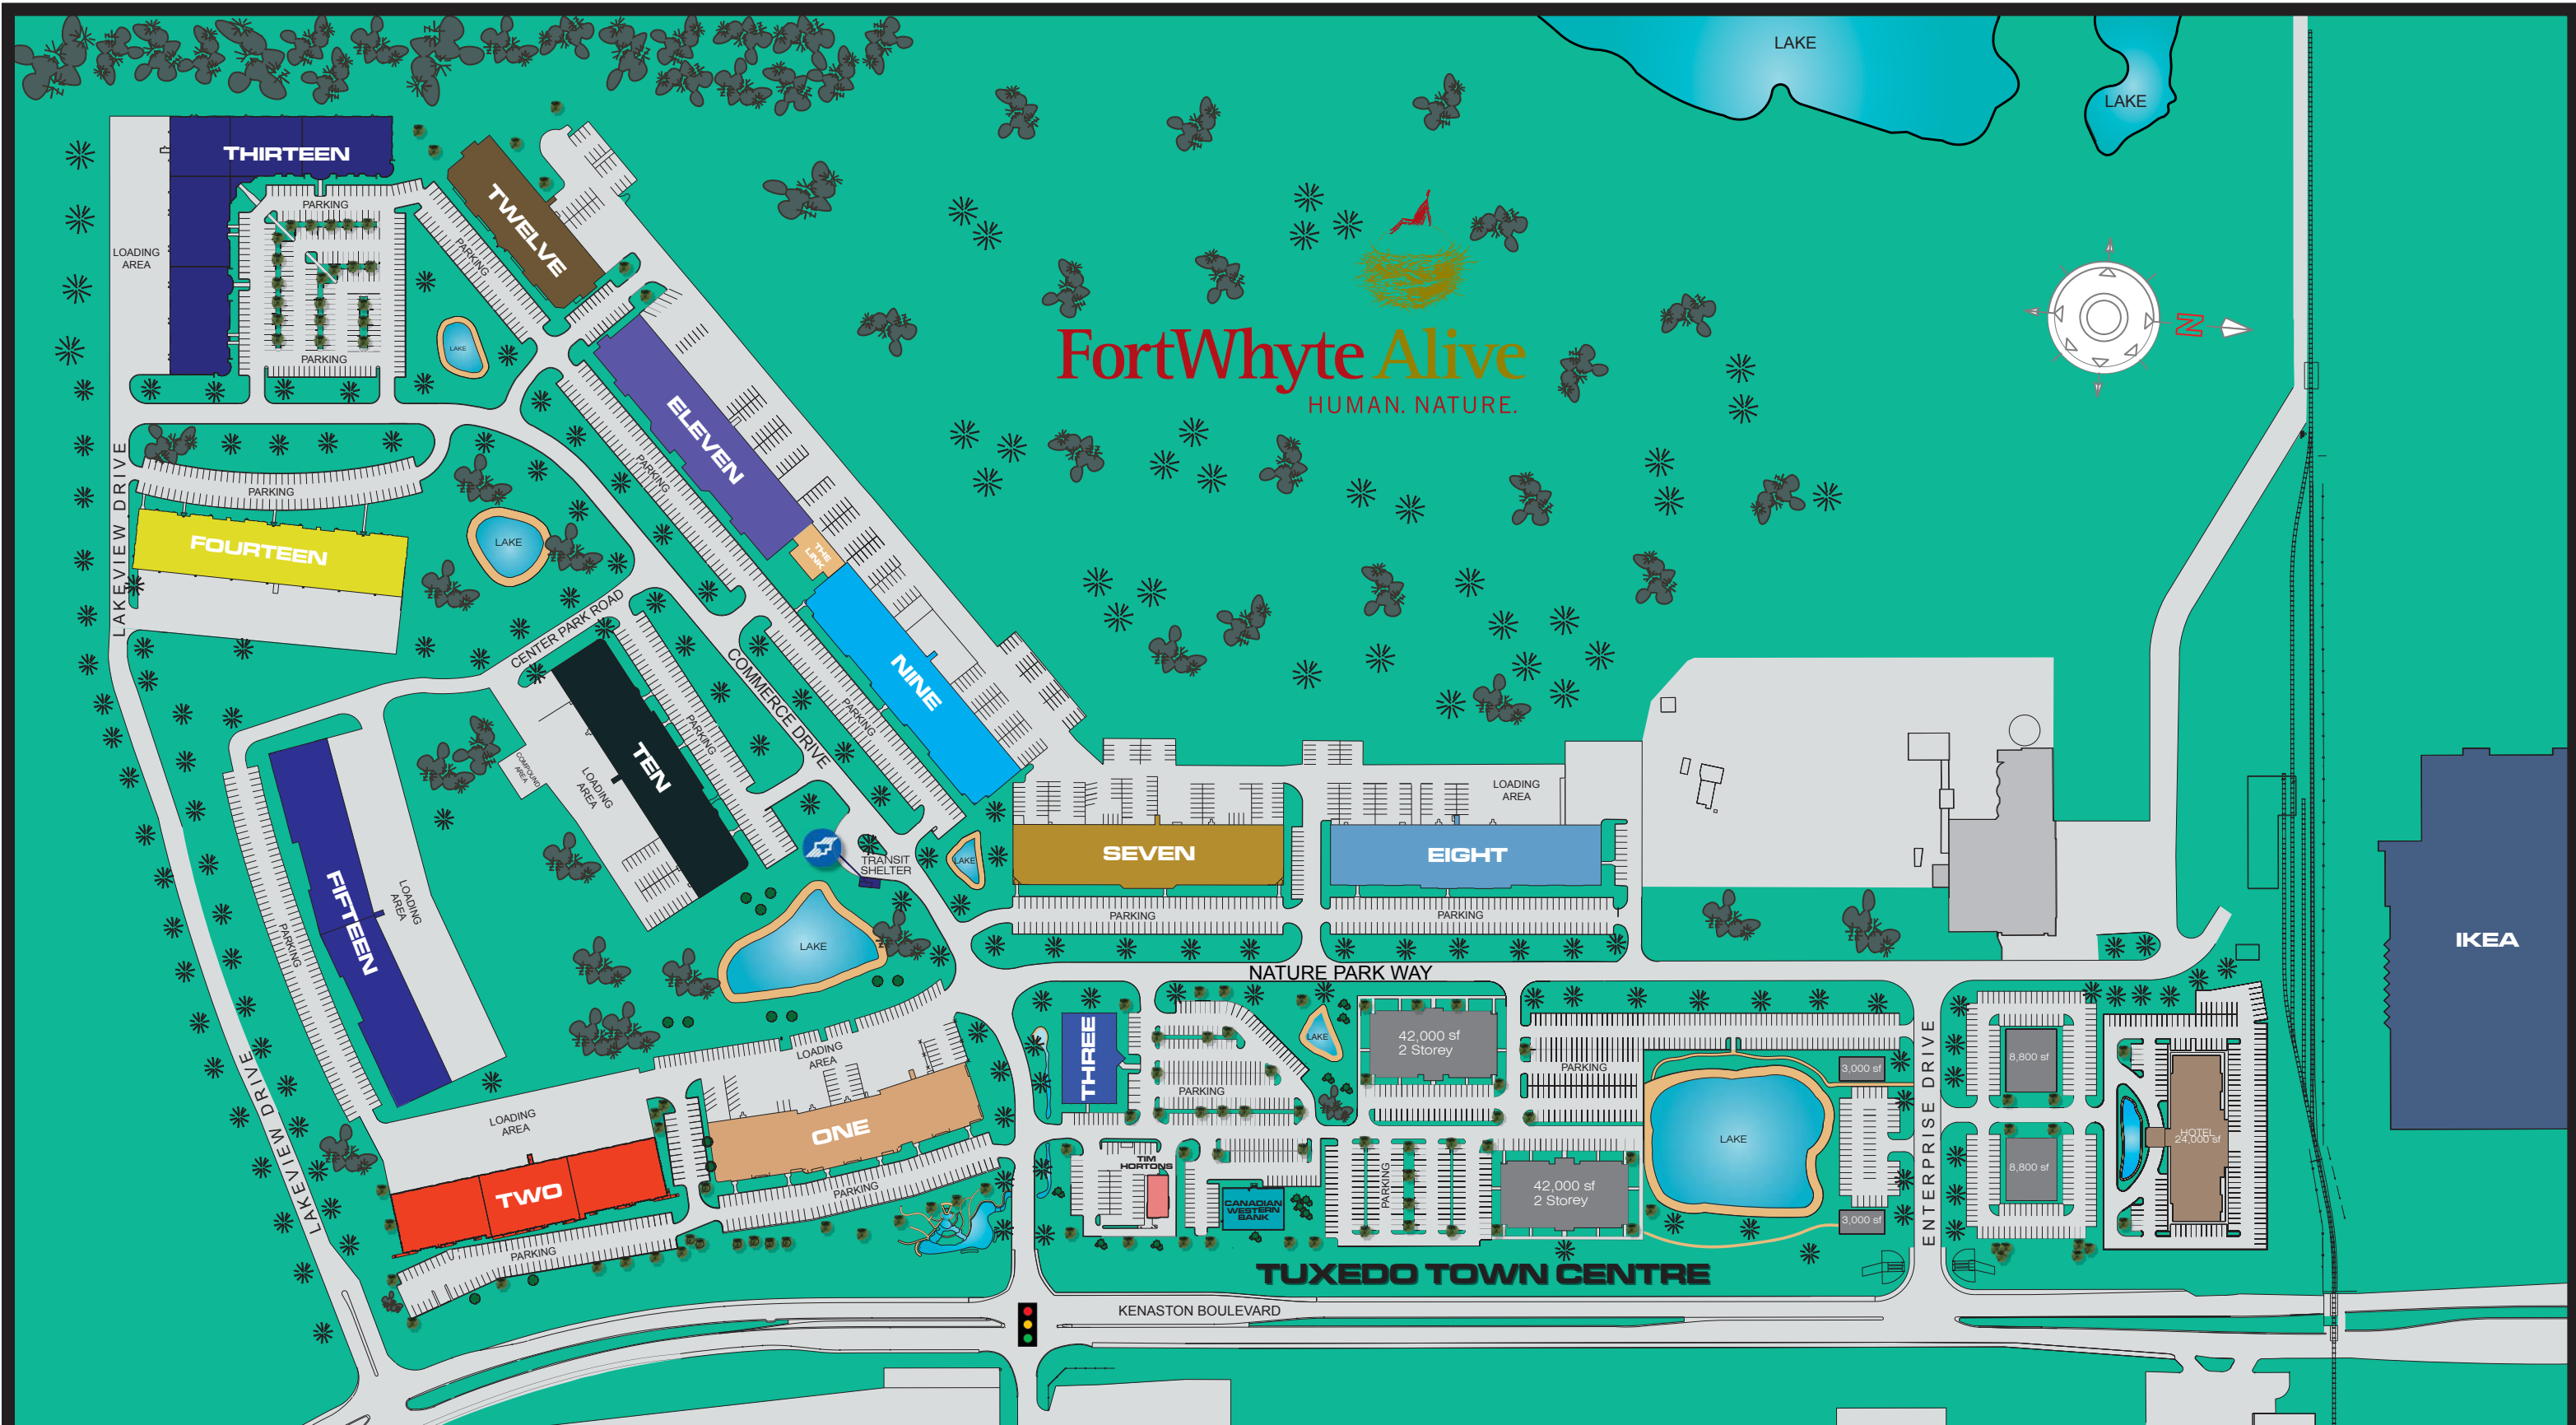 LAKE
LAKE
THIRTEEN
PARKING
LOADING
AREA
PARKING
TWELVE
PARKING
LAKE
N
FortWhyte Alive
HUMAN. NATURE.
ELEVEN
PARKING
THE
LINK
LAKEVIEW DRIVE
PARKING
FOURTEEN
LAKE
CENTER PARK ROAD
COMMERCE DRIVE
NINE
PARKING
TEN
PARKING
LOADING
AREA
COMPOUND
AREA
FIFTEEN
LOADING
AREA
PARKING
TRANSIT
SHELTER
LAKE
LAKE
SEVEN
PARKING
LOADING
AREA
EIGHT
PARKING
IKEA
NATURE PARK WAY
LAKEVIEW DRIVE
LAKEVIEW DRIVE
LOADING
AREA
TWO
PARKING
LOADING
AREA
ONE
PARKING
THREE
PARKING
LAKE
42,000 sf
2 Storey
PARKING
3,000 sf
LAKE
3,000 sf
TIM
HORTONS
CANADIAN
WESTERN
BANK
PARKING
42,000 sf
2 Storey
ENTERPRISE DRIVE
8,800 sf
8,800 sf
HOTEL
24,000 sf
TUXEDO TOWN CENTRE
KENASTON BOULEVARD